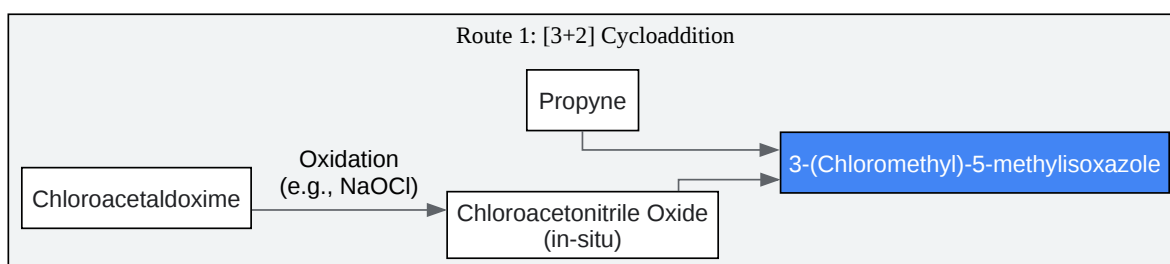 Route 1: [3+2] Cycloaddition
Propyne
3-(Chloromethyl)-5-methylisoxazole
Oxidation
(e.g., NaOCl)
Chloroacetaldoxime
Chloroacetonitrile Oxide
(in-situ)